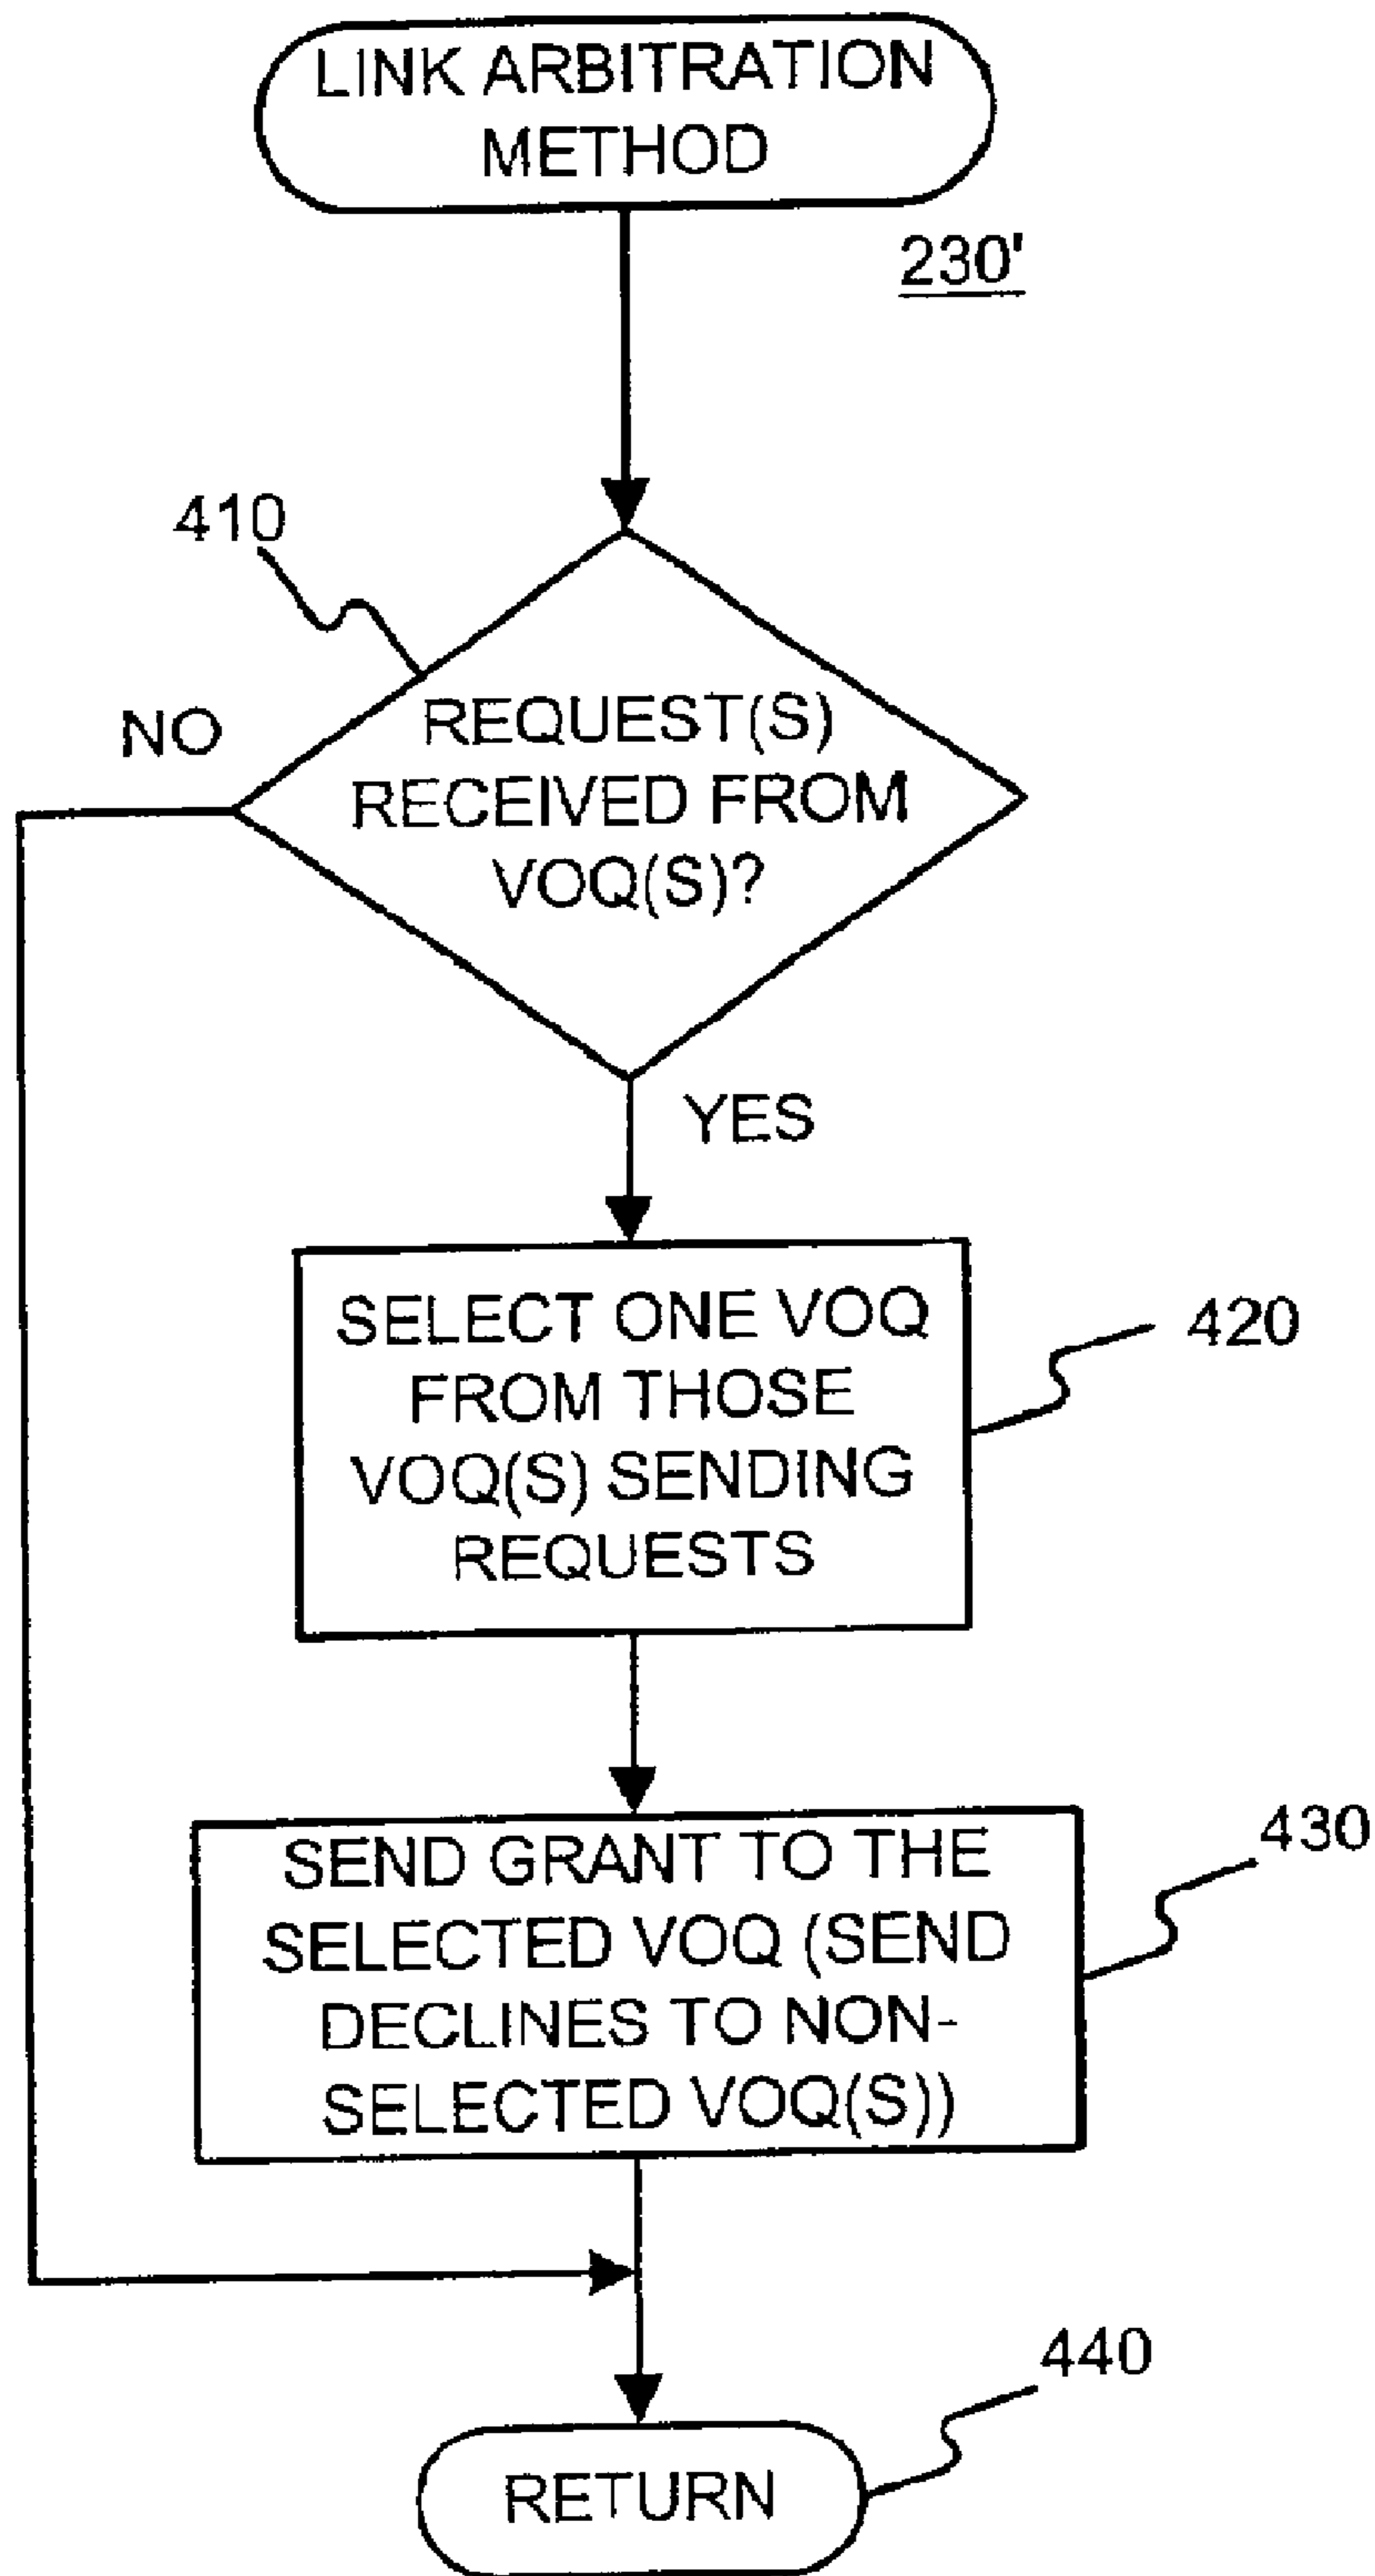 LINK ARBITRATION
METHOD
230'
410
NO
REQUEST(S)
RECEIVED FROM
VOQ(S)?
YES
SELECT ONE VOQ
FROM THOSE
VOQ(S) SENDING
REQUESTS
420
SEND GRANT TO THE
SELECTED VOQ (SEND
DECLINES TO NON-
SELECTED VOQ(S))
430
440
RETURN